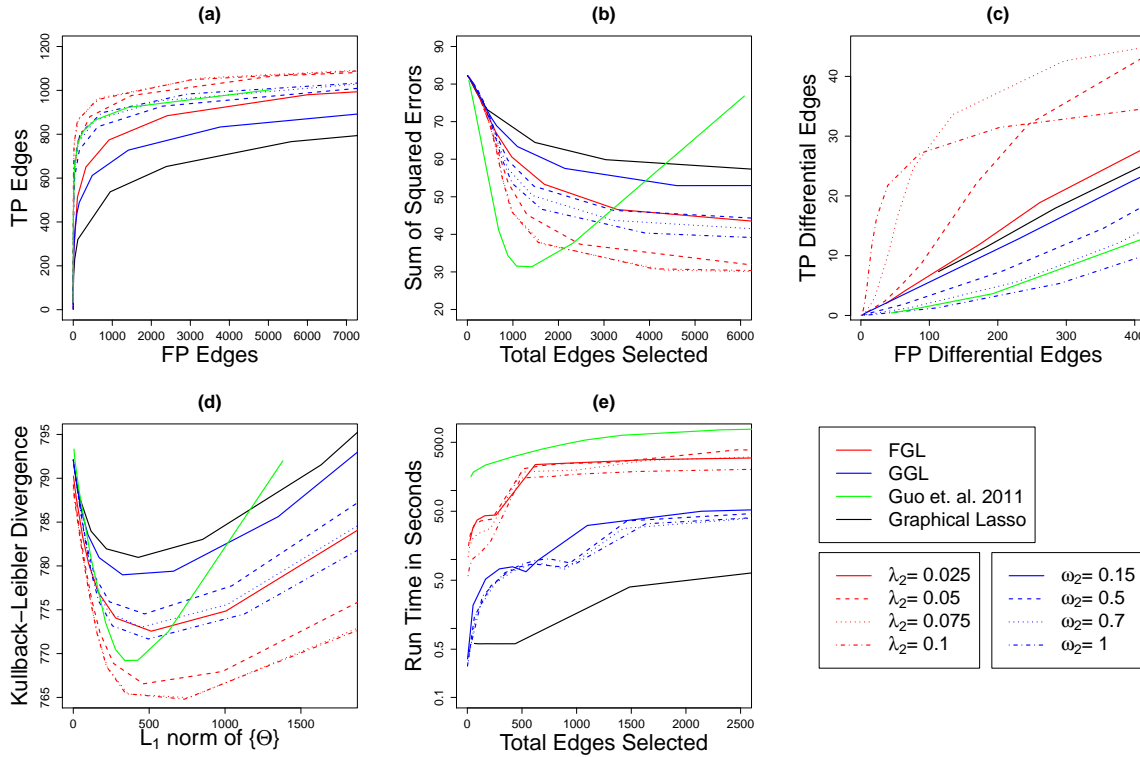 (a)
TP Edges
0 200 400 600 800 1000 1200
0 1000 2000 3000 4000 5000 6000 7000
FP Edges
(b)
Sum of Squared Errors
20 30 40 50 60 70 80 90
0 1000 2000 3000 4000 5000 6000
Total Edges Selected
(c)
TP Differential Edges
0 10 20 30 40
0 100 200 300 400
FP Differential Edges
(d)
Kullback–Leibler Divergence
765 770 775 780 785 790 795
0 500 1000 1500
L₁ norm of {Θ}
(e)
Run Time in Seconds
0.1 0.5 5.0 50.0 500.0
0 500 1000 1500 2000 2500
Total Edges Selected
FGL
GGL
Guo et. al. 2011
Graphical Lasso
λ₂= 0.025
λ₂= 0.05
λ₂= 0.075
λ₂= 0.1
ω₂= 0.15
ω₂= 0.5
ω₂= 0.7
ω₂= 1